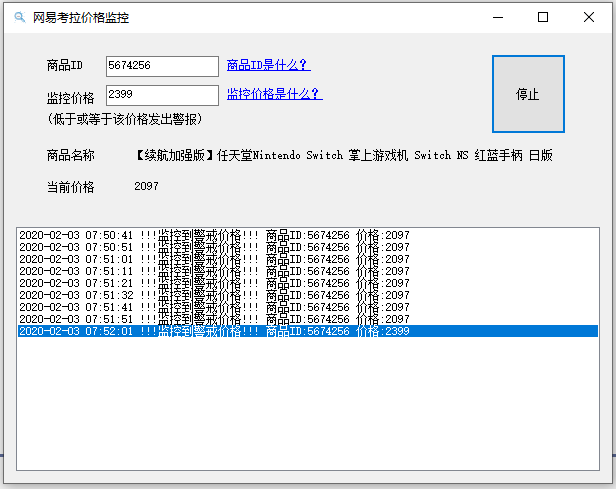 网易考拉价格监控
商品ID 5674256 商品ID是什么?
监控价格 2399 监控价格是什么?
(低于或等于该价格发出警报)
停止
商品名称 【续航加强版】任天堂Nintendo Switch 掌上游戏机 Switch NS 红蓝手柄 日版
当前价格 2097
2020-02-03 07:50:41 !!!监控到警戒价格!!! 商品ID:5674256 价格:2097
2020-02-03 07:50:51 !!!监控到警戒价格!!! 商品ID:5674256 价格:2097
2020-02-03 07:51:01 !!!监控到警戒价格!!! 商品ID:5674256 价格:2097
2020-02-03 07:51:11 !!!监控到警戒价格!!! 商品ID:5674256 价格:2097
2020-02-03 07:51:21 !!!监控到警戒价格!!! 商品ID:5674256 价格:2097
2020-02-03 07:51:32 !!!监控到警戒价格!!! 商品ID:5674256 价格:2097
2020-02-03 07:51:41 !!!监控到警戒价格!!! 商品ID:5674256 价格:2097
2020-02-03 07:51:51 !!!监控到警戒价格!!! 商品ID:5674256 价格:2097
2020-02-03 07:52:01 !!!监控到警戒价格!!! 商品ID:5674256 价格:2399